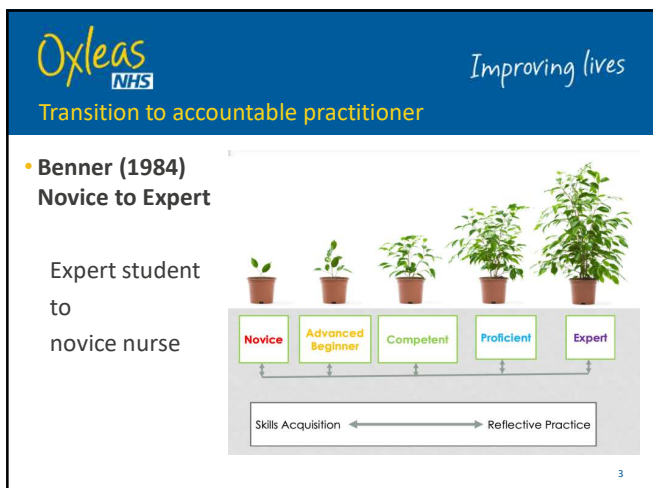 Oxleas
NHS
Improving lives
Transition to accountable practitioner
• Benner (1984)
Novice to Expert
Expert student
to
novice nurse
Novice
Advanced
Beginner
Competent
Proficient
Expert
Skills Acquisition
Reflective Practice
3